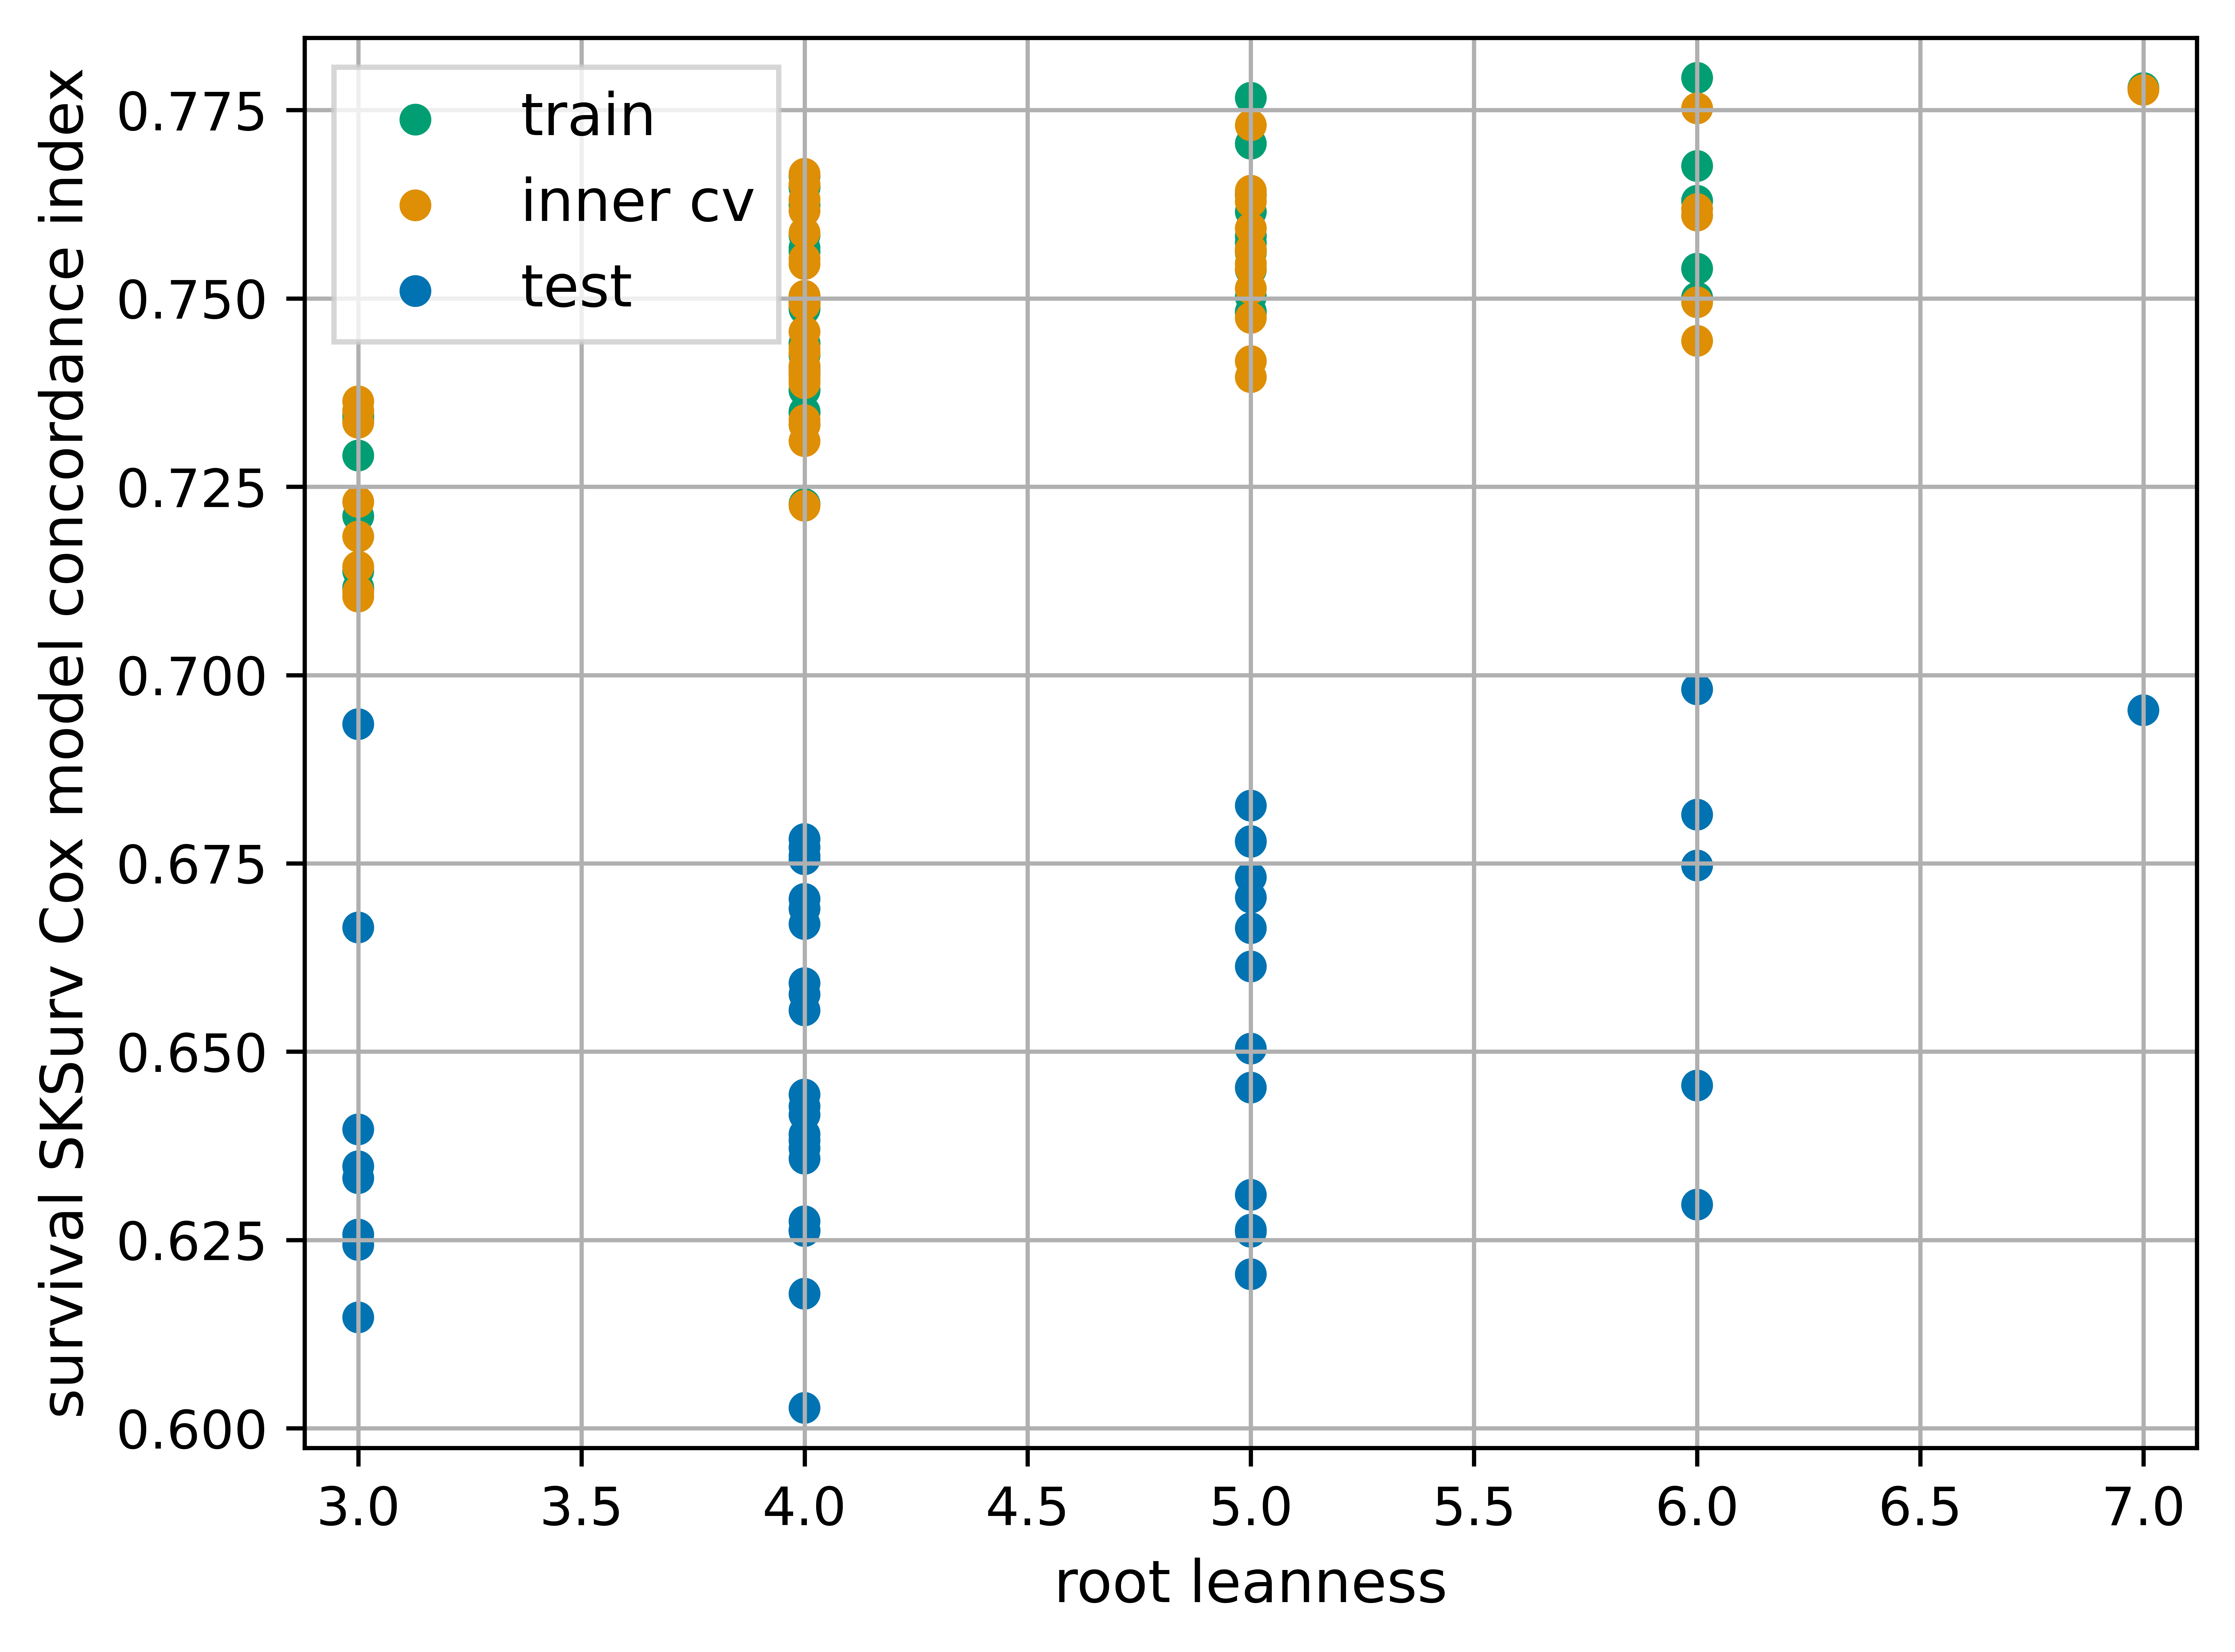 survival SKSurv Cox model concordance index
0.775
0.750
0.725
0.700
0.675
0.650
0.625
0.600
train
inner cv
test
3.0 3.5 4.0 4.5 5.0 5.5 6.0 6.5 7.0
root leanness